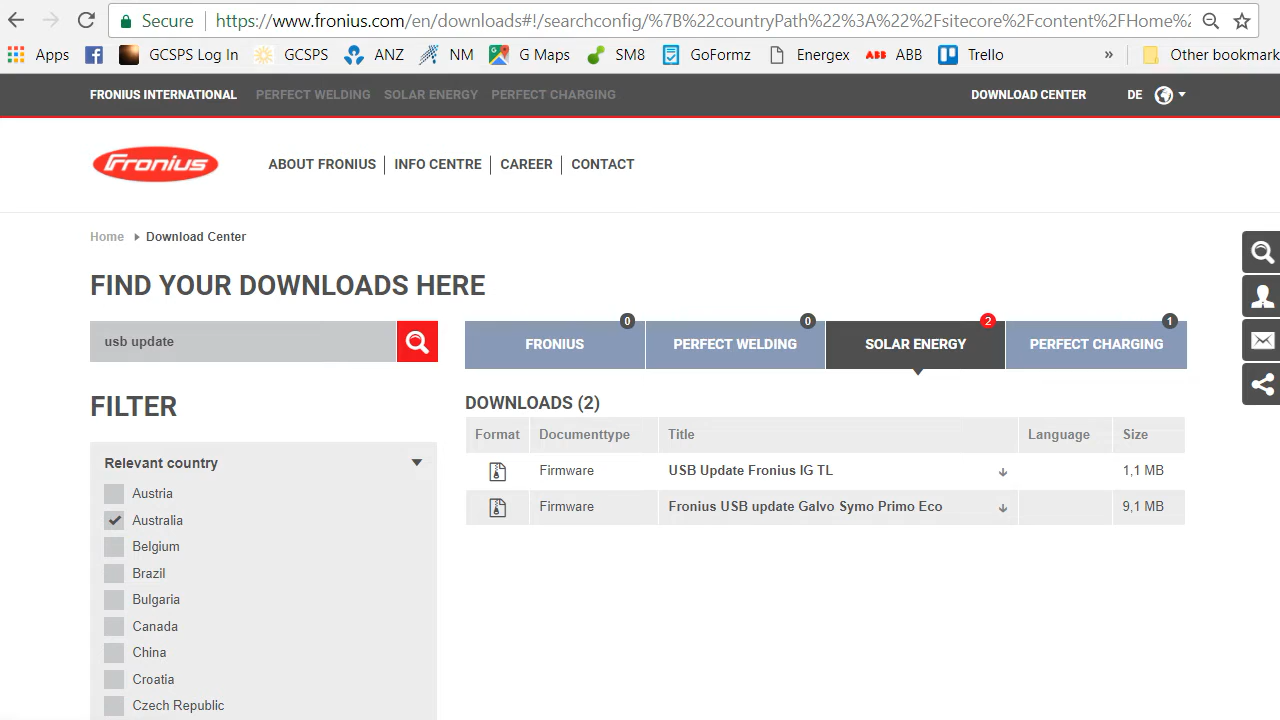 Secure https://www.fronius.com/en/downloads#!/searchconfig/%7B%22countryPath%22%3A%22%2Fsitecore%2Fcontent%2FHome%2
Apps GCSPS Log In GCSPS ANZ NM G Maps SM8 GoFormz Energex ABB ABB Trello » Other bookmark
FRONIUS INTERNATIONAL PERFECT WELDING SOLAR ENERGY PERFECT CHARGING DOWNLOAD CENTER DE
Fronius ABOUT FRONIUS INFO CENTRE CAREER CONTACT
Home Download Center
FIND YOUR DOWNLOADS HERE
usb update
FRONIUS 0 PERFECT WELDING 0 SOLAR ENERGY 2 PERFECT CHARGING 1
FILTER
DOWNLOADS (2)
Format Documenttype Title Language Size
Firmware USB Update Fronius IG TL 1,1 MB
Firmware Fronius USB update Galvo Symo Primo Eco 9,1 MB
Relevant country
Austria
Australia
Belgium
Brazil
Bulgaria
Canada
China
Croatia
Czech Republic